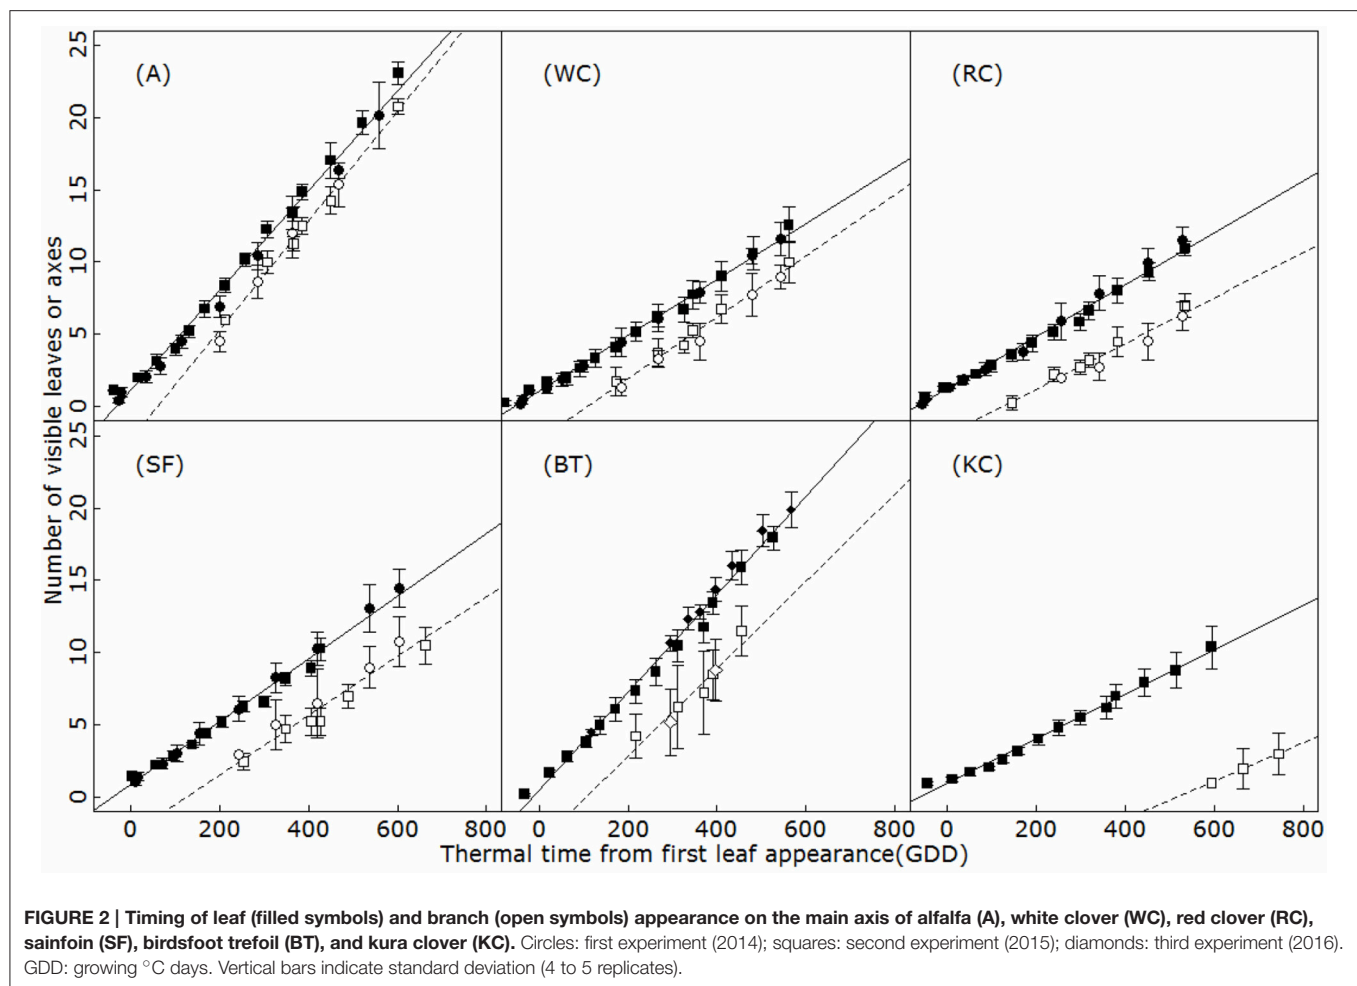 (A)
(WC)
(RC)
0 5 10 15 20 25
Number of visible leaves or axes
(SF)
(BT)
(KC)
0 5 10 15 20 25
0 200 400 600 800
0 200 400 600 800
0 200 400 600 800
Thermal time from first leaf appearance(GDD)
FIGURE 2 | Timing of leaf (filled symbols) and branch (open symbols) appearance on the main axis of alfalfa (A), white clover (WC), red clover (RC),
sainfoin (SF), birdsfoot trefoil (BT), and kura clover (KC). Circles: first experiment (2014); squares: second experiment (2015); diamonds: third experiment (2016).
GDD: growing °C days. Vertical bars indicate standard deviation (4 to 5 replicates).